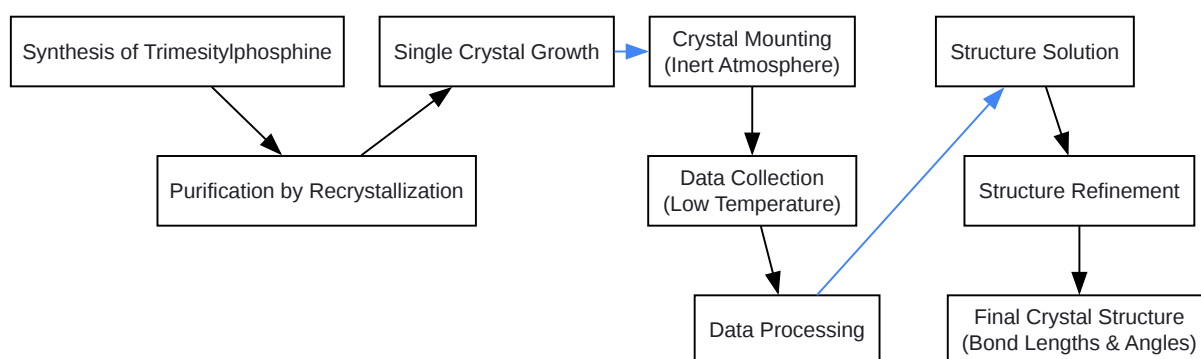 Synthesis of Trimesitylphosphine
Purification by Recrystallization
Single Crystal Growth
Crystal Mounting
(Inert Atmosphere)
Data Collection
(Low Temperature)
Data Processing
Structure Solution
Structure Refinement
Final Crystal Structure
(Bond Lengths & Angles)